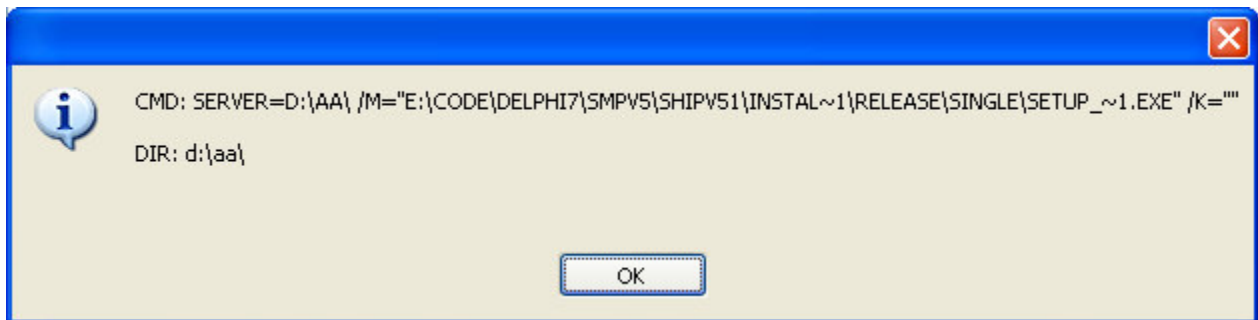 CMD: SERVER=D:\AA\ /M="E:\CODE\DELPHI7\SMPV5\SHIPV51\INSTAL~1\RELEASE\SINGLE\SETUP_~1.EXE" /K=""
DIR: d:\aa\
OK